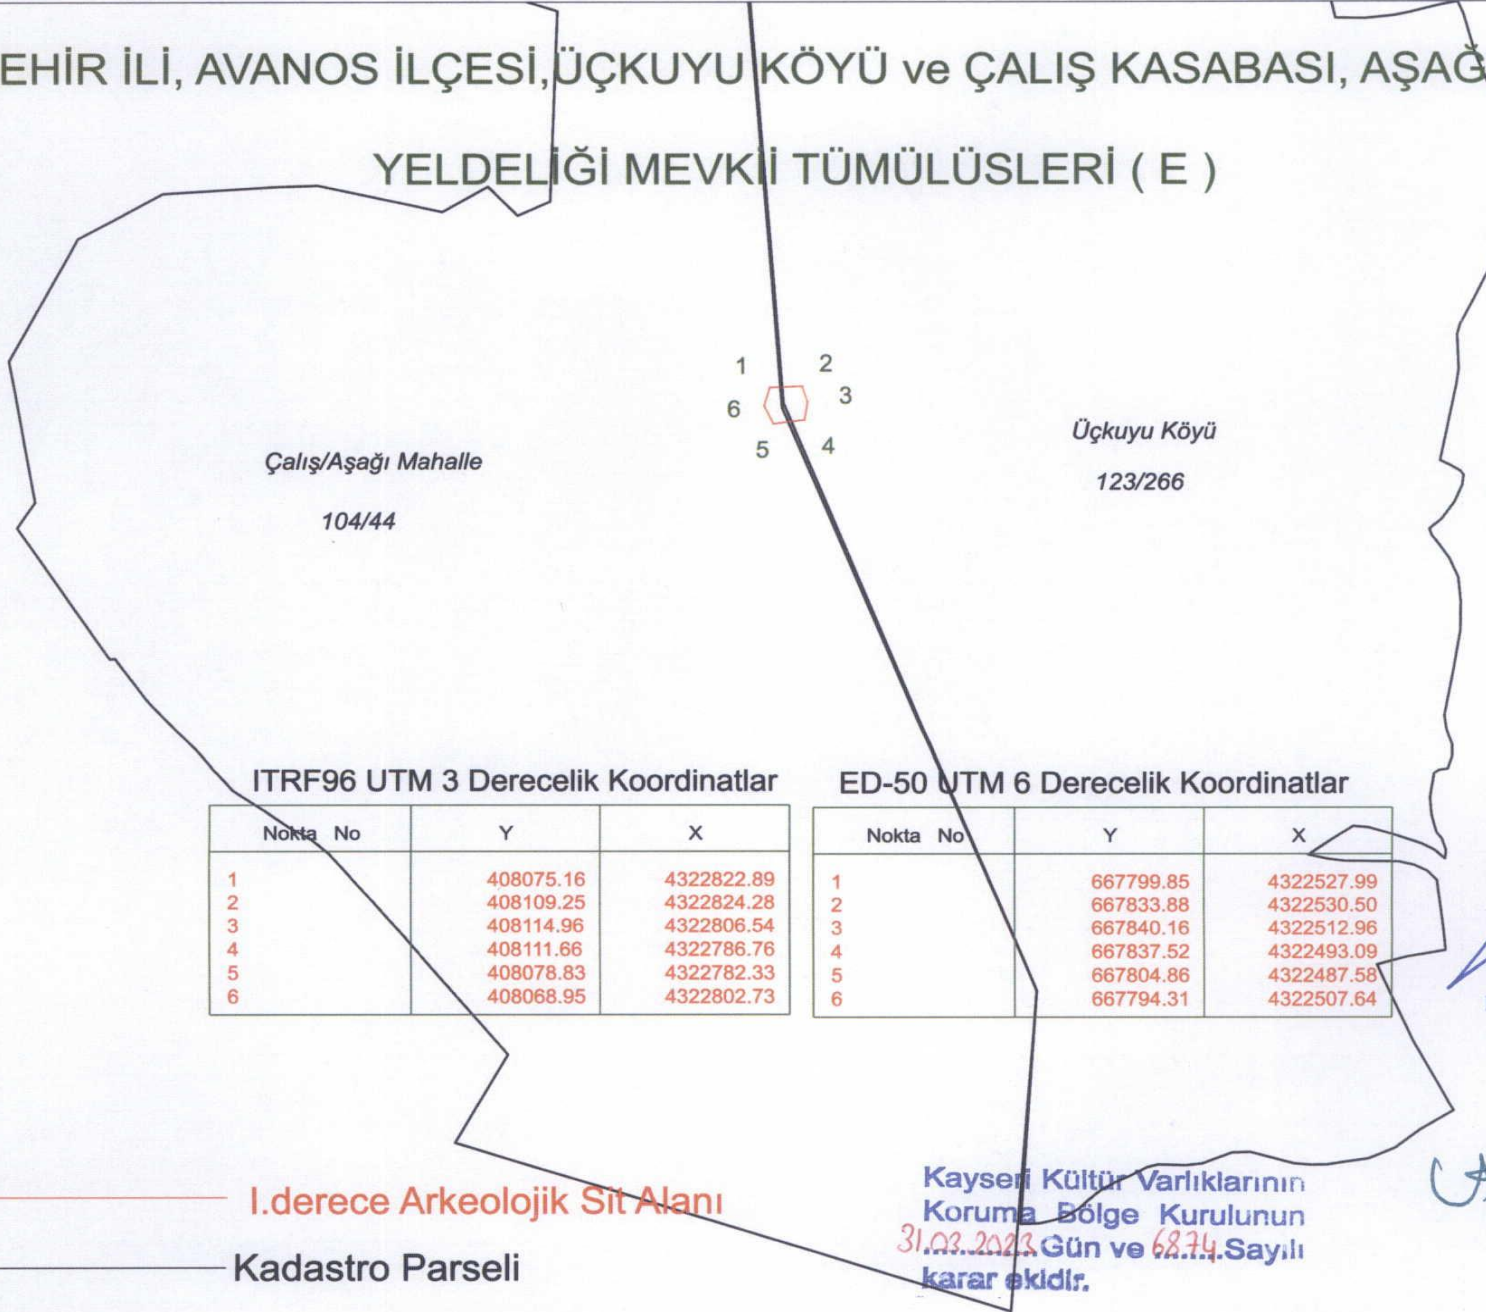 EHİR İLİ, AVANOS İLÇESİ,ÜÇKUYU KÖYÜ ve ÇALIŞ KASABASI, AŞAĞ
YELDELİĞİ MEVKİİ TÜMÜLÜSLERİ ( E )
1
2
3
6
5
4
Çalış/Aşağı Mahalle
104/44
Üçkuyu Köyü
123/266
ITRF96 UTM 3 Derecelik Koordinatlar
Nokta No Y X
1 408075.16 4322822.89
2 408109.25 4322824.28
3 408114.96 4322806.54
4 408111.66 4322786.76
5 408078.83 4322782.33
6 408068.95 4322802.73
ED-50 UTM 6 Derecelik Koordinatlar
Nokta No Y X
1 667799.85 4322527.99
2 667833.88 4322530.50
3 667840.16 4322512.96
4 667837.52 4322493.09
5 667804.86 4322487.58
6 667794.31 4322507.64
I.derece Arkeolojik Sit Alanı
Kadastro Parseli
Kayseri Kültür Varlıklarının
Koruma Bölge Kurulunun
31.03.2023 Gün ve 6874 Sayılı
karar ekidir.